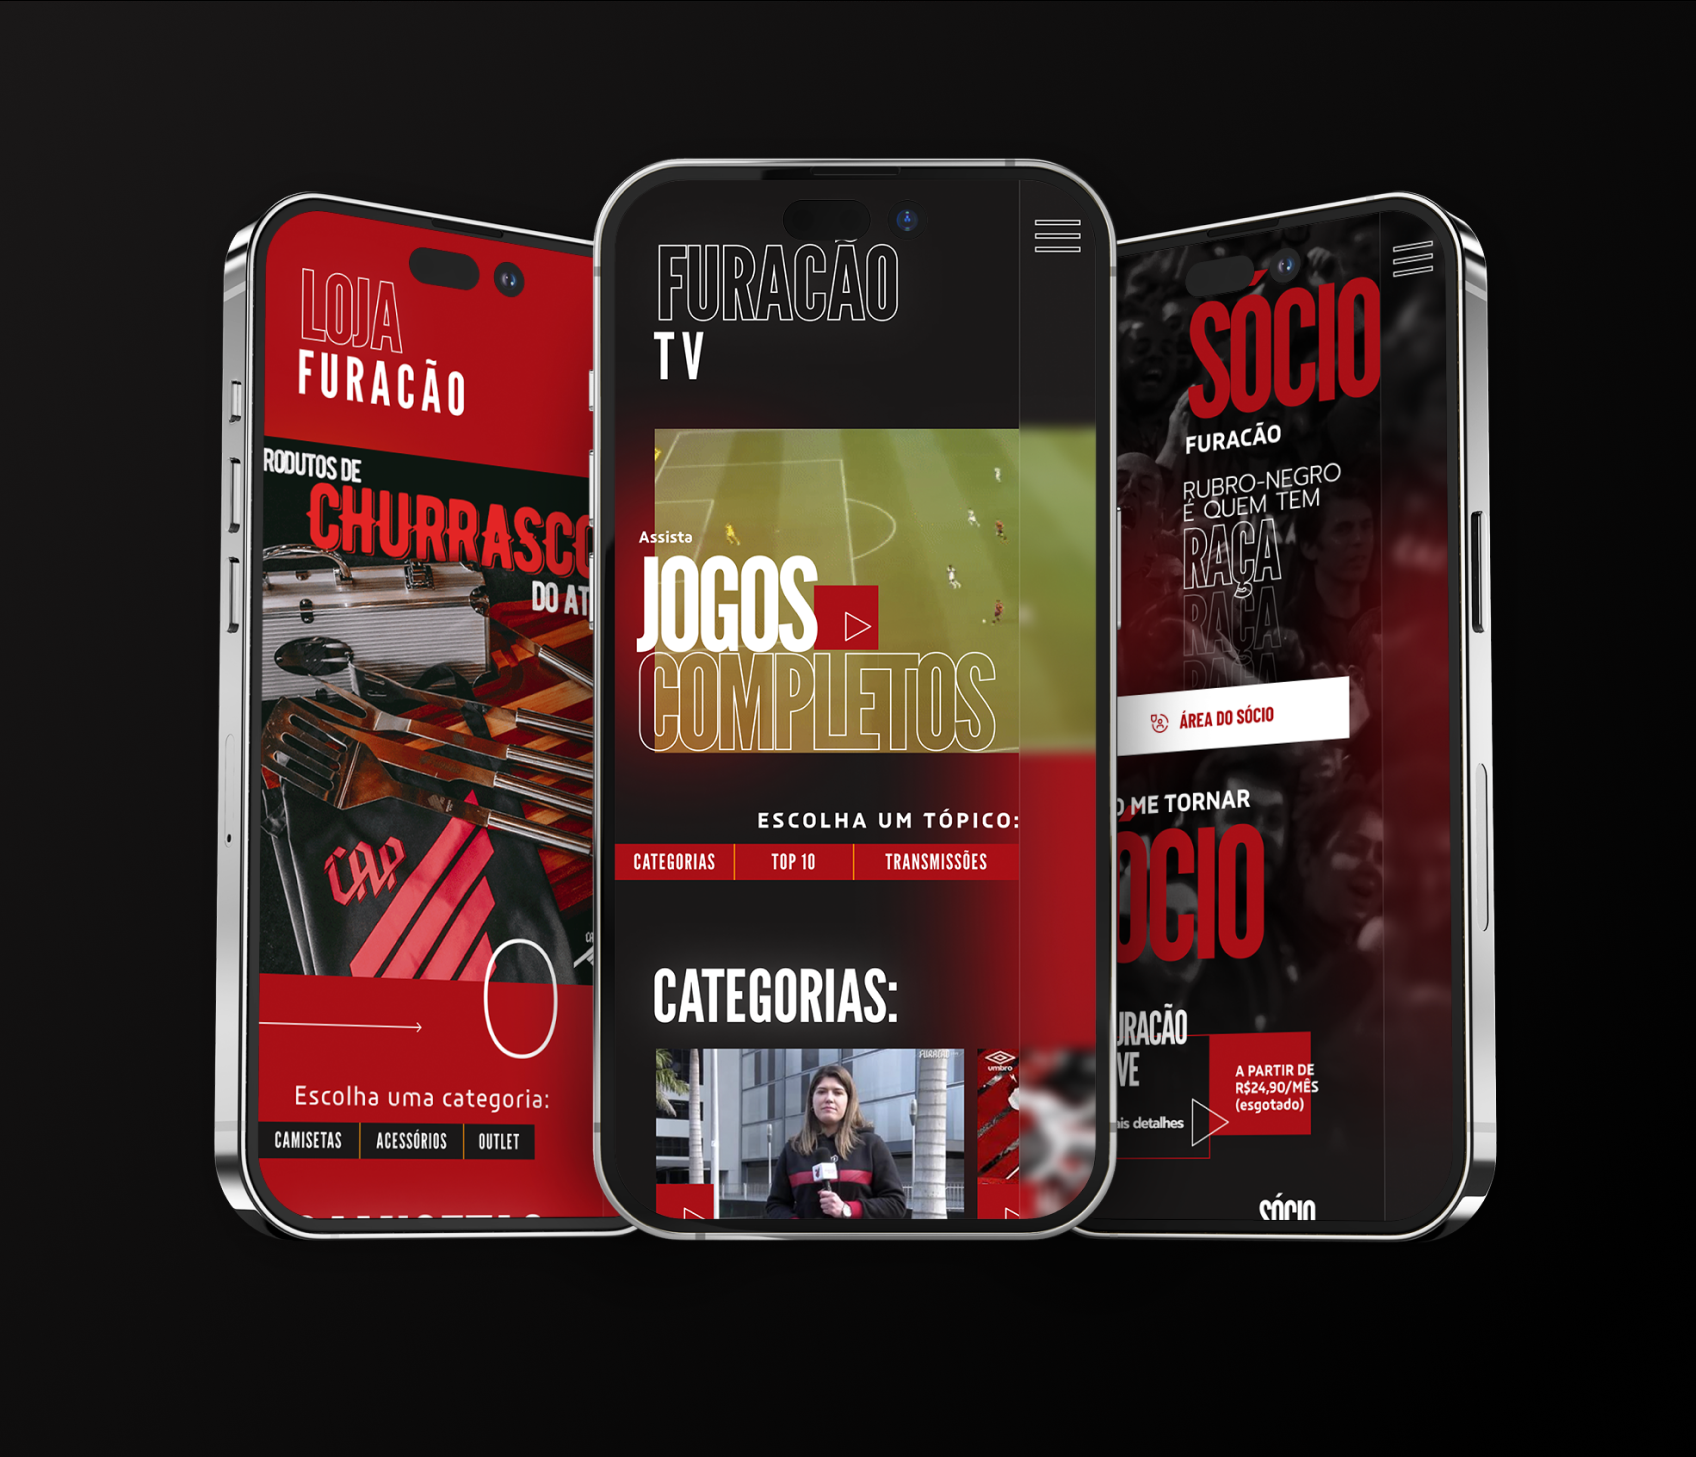 LOJA
FURACÃO
RODUTOS DE
CHURRASCO
DO AT
CAP
Escolha uma categoria:
CAMISETAS
ACESSÓRIOS
OUTLET
FURACÃO
TV
Assista
JOGOS
COMPLETOS
ESCOLHA UM TÓPICO:
CATEGORIAS
TOP 10
TRANSMISSÕES
CATEGORIAS:
FURACÃO
umbro
SÓCIO
FURACÃO
RUBRO-NEGRO
É QUEM TEM
RAÇA
RAÇA
RAÇA
ÁREA DO SÓCIO
O ME TORNAR
ÓCIO
URACÃO
VE
A PARTIR DE
R$24,90/MÊS
(esgotado)
ais detalhes
SÓCIO